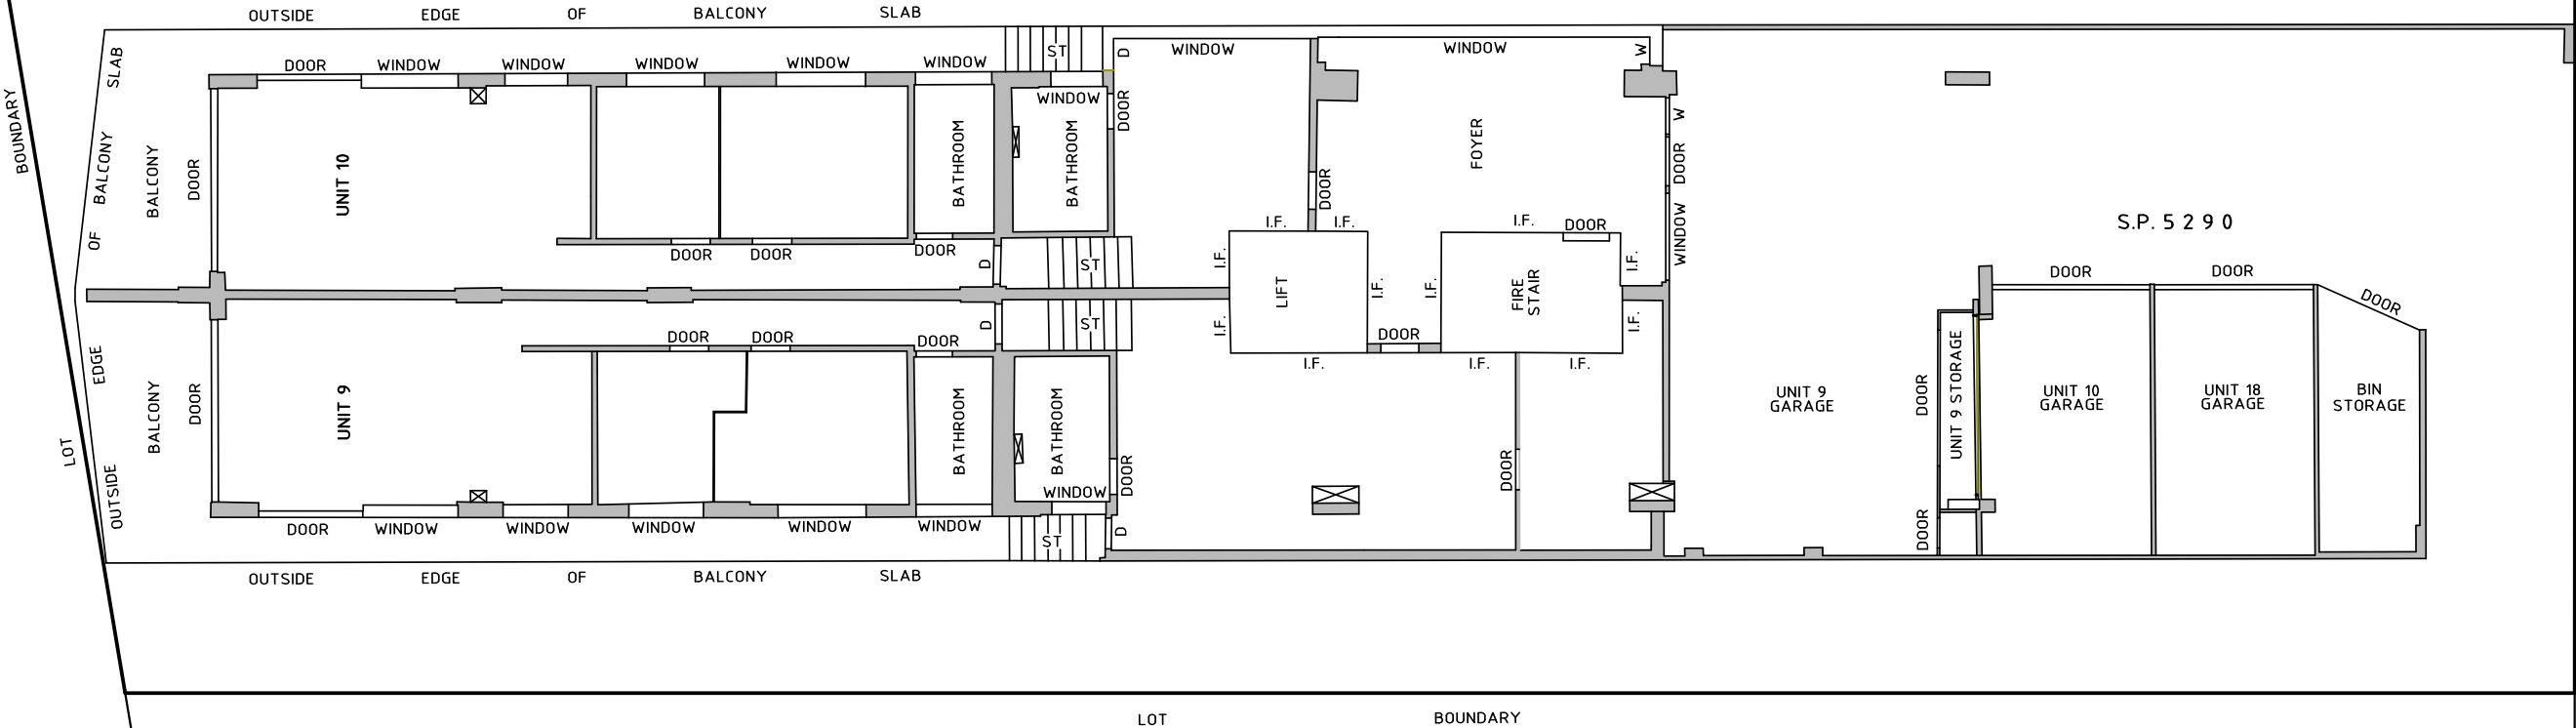 OUTSIDE EDGE OF BALCONY SLAB
OUTSIDE EDGE OF BALCONY SLAB
LOT BOUNDARY
DOOR WINDOW WINDOW WINDOW WINDOW WINDOW
ST
D
WINDOW
WINDOW
W
WINDOW
DOOR
BALCONY
DOOR
UNIT 10
BATHROOM
BATHROOM
FOYER
DOOR
W
DOOR
WINDOW
S.P. 5290
I.F.
I.F.
I.F.
DOOR
DOOR
DOOR
DOOR
D
ST
I.F.
LIFT
I.F.
I.F.
FIRE
STAIR
I.F.
DOOR
DOOR
DOOR
DOOR
DOOR
DOOR
D
ST
I.F.
DOOR
I.F.
I.F.
I.F.
I.F.
BALCONY
DOOR
UNIT 9
BATHROOM
BATHROOM
DOOR
WINDOW
DOOR
UNIT 9
GARAGE
DOOR
UNIT 9 STORAGE
UNIT 10
GARAGE
UNIT 18
GARAGE
BIN
STORAGE
DOOR
DOOR WINDOW WINDOW WINDOW WINDOW WINDOW
ST
D
OUTSIDE EDGE OF BALCONY SLAB
LOT BOUNDARY